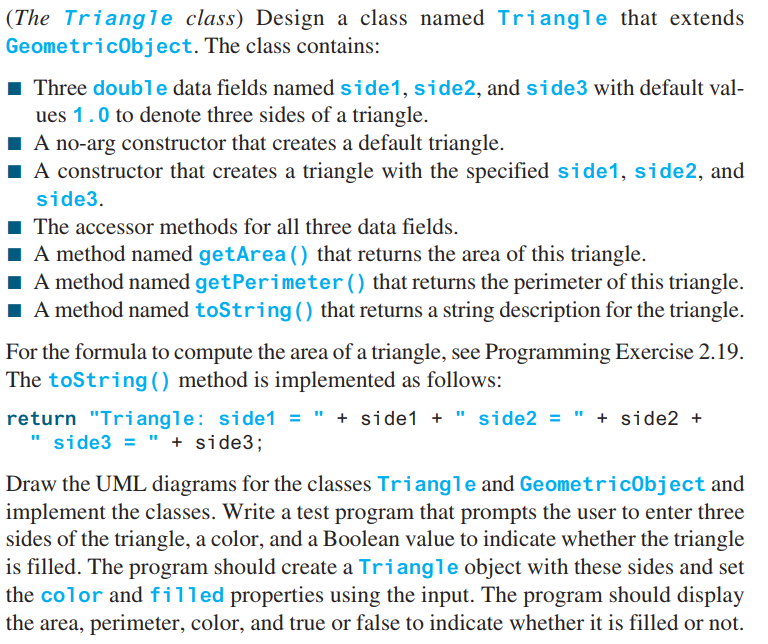 (The Triangle class) Design a class named Triangle that extends
GeometricObject. The class contains:
■ Three double data fields named side1, side2, and side3 with default val-
ues 1.0 to denote three sides of a triangle.
■ A no-arg constructor that creates a default triangle.
■ A constructor that creates a triangle with the specified side1, side2, and
side3.
■ The accessor methods for all three data fields.
■ A method named getArea() that returns the area of this triangle.
■ A method named getPerimeter() that returns the perimeter of this triangle.
■ A method named toString() that returns a string description for the triangle.
For the formula to compute the area of a triangle, see Programming Exercise 2.19.
The toString() method is implemented as follows:
return "Triangle: side1 = " + side1 + " side2 = " + side2 +
" side3 = " + side3;
Draw the UML diagrams for the classes Triangle and GeometricObject and
implement the classes. Write a test program that prompts the user to enter three
sides of the triangle, a color, and a Boolean value to indicate whether the triangle
is filled. The program should create a Triangle object with these sides and set
the color and filled properties using the input. The program should display
the area, perimeter, color, and true or false to indicate whether it is filled or not.